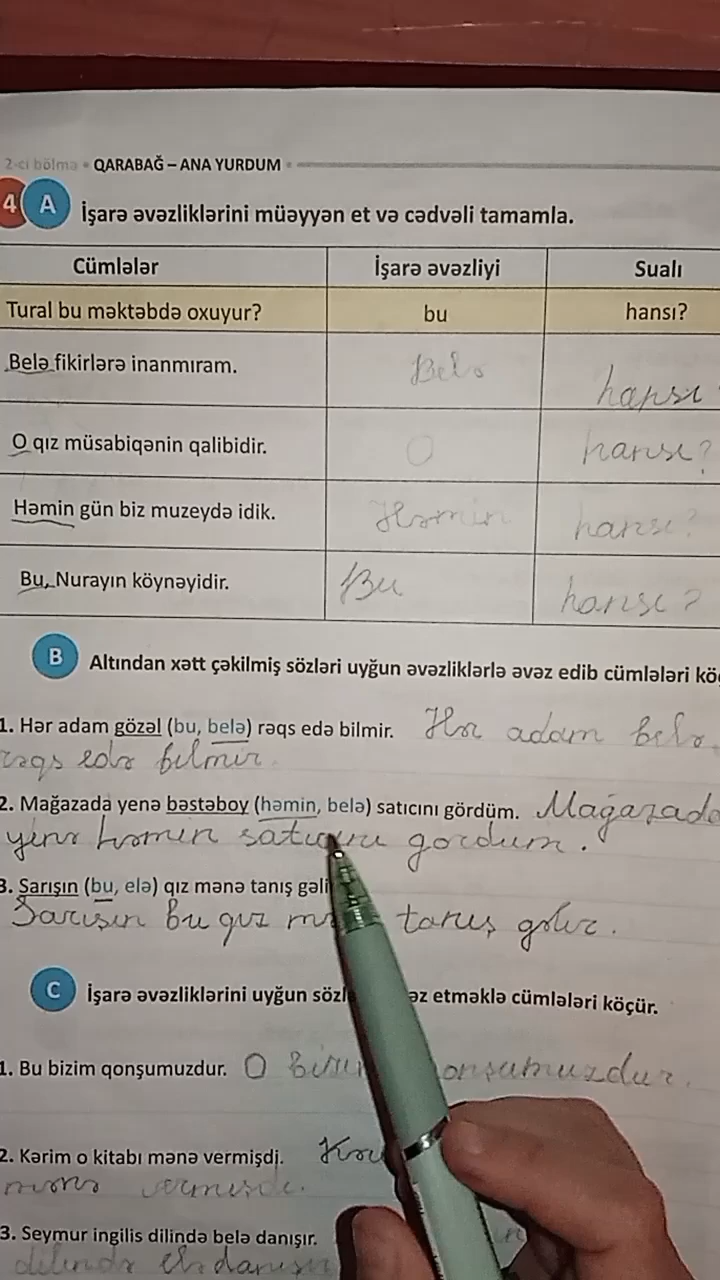 2-ci bölmə • QARABAĞ – ANA YURDUM •
4 A İşarə əvəzliklərini müəyyən et və cədvəli tamamla.
Cümlələr İşarə əvəzliyi Sualı
Tural bu məktəbdə oxuyur? bu hansı?
Belə fikirlərə inanmıram. Belə hansı
O qız müsabiqənin qalibidir. O hansı?
Həmin gün biz muzeydə idik. Həmin hansı?
Bu, Nurayın köynəyidir. Bu hansı?
B Altından xətt çəkilmiş sözləri uyğun əvəzliklərlə əvəz edib cümlələri
1. Hər adam gözəl (bu, belə) rəqs edə bilmir. Hər adam belə
rəqs edə bilmir.
2. Mağazada yenə bəstəboy (həmin, belə) satıcını gördüm. Mağazada
yenə həmin satıcını gördüm.
3. Sarışın (bu, elə) qız mənə tanış
Sarışın bu qız tanış gəlir.
C İşarə əvəzliklərini uyğun etməklə cümlələri köçür.
1. Bu bizim qonşumuzdur. O
2. Kərim o kitabı mənə vermişdi.
mənə vermişdi.
3. Seymur ingilis dilində belə danışır.
dilində elə danışır